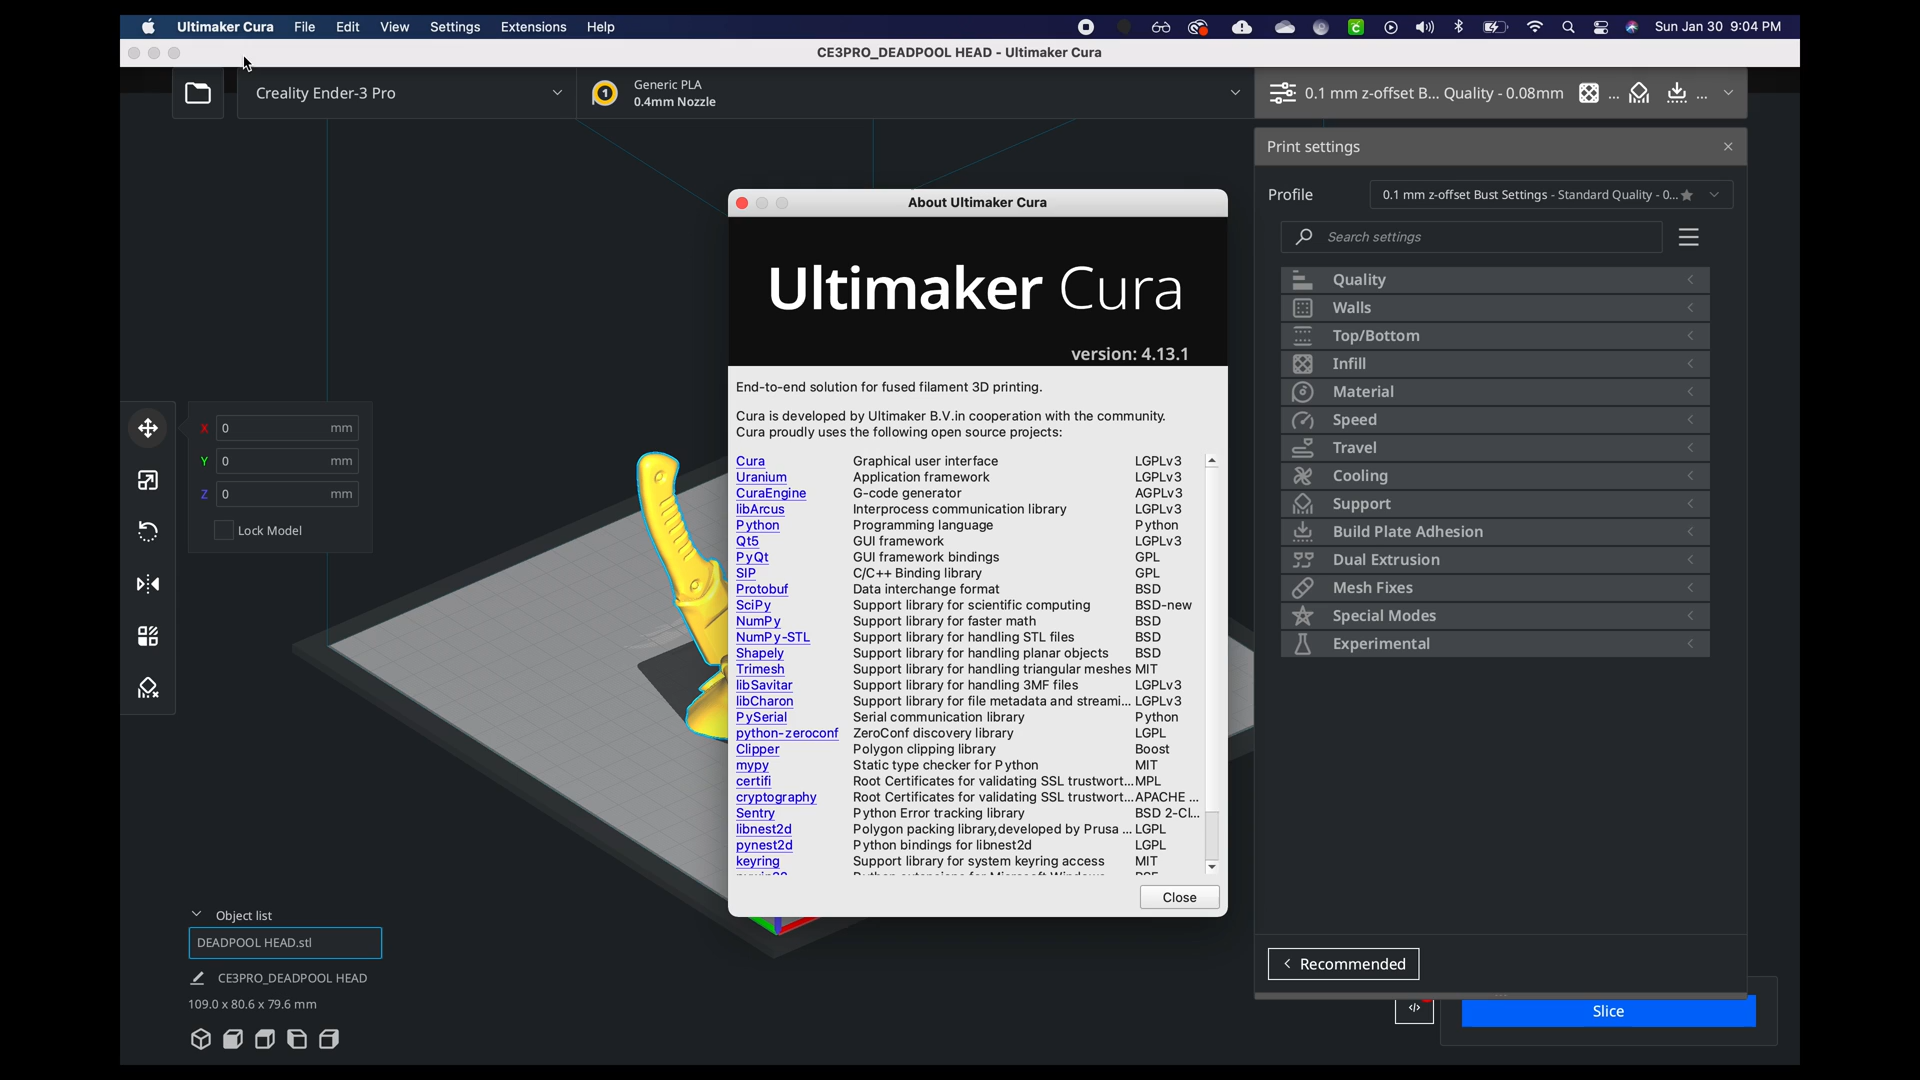 Ultimaker Cura File Edit View Settings Extensions Help Sun Jan 30 9:04 PM
CE3PRO_DEADPOOL HEAD - Ultimaker Cura
Creality Ender-3 Pro
1 Generic PLA
0.4mm Nozzle
0.1 mm z-offset B... Quality - 0.08mm ... ...
Print settings
Profile 0.1 mm z-offset Bust Settings - Standard Quality - 0...
Search settings
Quality
Walls
Top/Bottom
Infill
Material
Speed
Travel
Cooling
Support
Build Plate Adhesion
Dual Extrusion
Mesh Fixes
Special Modes
Experimental
Recommended
Slice
X 0 mm
Y 0 mm
Z 0 mm
Lock Model
About Ultimaker Cura
Ultimaker Cura
version: 4.13.1
End-to-end solution for fused filament 3D printing.
Cura is developed by Ultimaker B.V.in cooperation with the community.
Cura proudly uses the following open source projects:
Cura Graphical user interface LGPLv3
Uranium Application framework LGPLv3
CuraEngine G-code generator AGPLv3
libArcus Interprocess communication library LGPLv3
Python Programming language Python
Qt5 GUI framework LGPLv3
PyQt GUI framework bindings GPL
SIP C/C++ Binding library GPL
Protobuf Data interchange format BSD
SciPy Support library for scientific computing BSD-new
NumPy Support library for faster math BSD
NumPy-STL Support library for handling STL files BSD
Shapely Support library for handling planar objects BSD
Trimesh Support library for handling triangular meshes MIT
libSavitar Support library for handling 3MF files LGPLv3
libCharon Support library for file metadata and streami... LGPLv3
PySerial Serial communication library Python
python-zeroconf ZeroConf discovery library LGPL
Clipper Polygon clipping library Boost
mypy Static type checker for Python MIT
certifi Root Certificates for validating SSL trustwort... MPL
cryptography Root Certificates for validating SSL trustwort... APACHE ...
Sentry Python Error tracking library BSD 2-Cl...
libnest2d Polygon packing library,developed by Prusa ... LGPL
pynest2d Python bindings for libnest2d LGPL
keyring Support library for system keyring access MIT
Close
Object list
DEADPOOL HEAD.stl
CE3PRO_DEADPOOL HEAD
109.0 x 80.6 x 79.6 mm